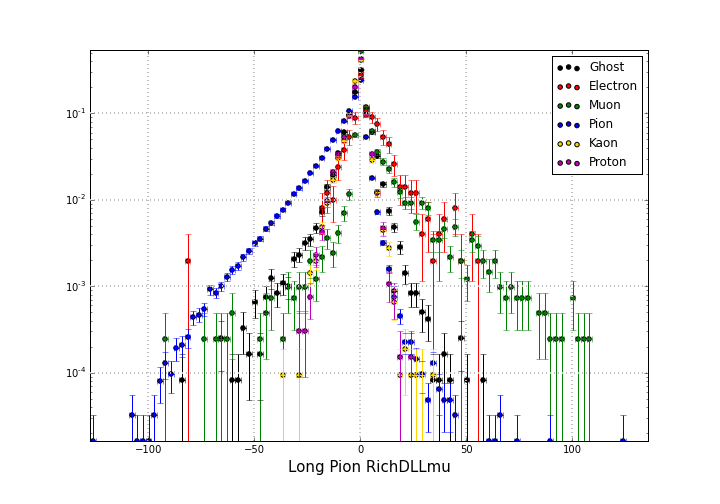 Ghost
Electron
Muon
Pion
Kaon
Proton
10^-1
10^-2
10^-3
10^-4
−100 −50 0 50 100
Long Pion RichDLLmu